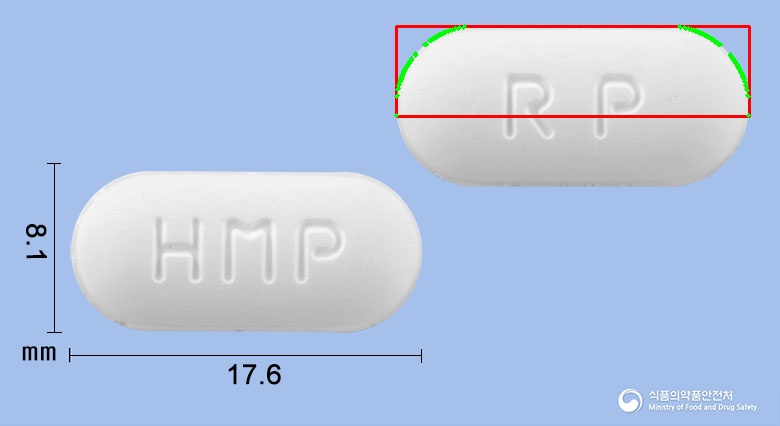 R P
HMP
8.1
mm
17.6
식품의약품안전처
Ministry of Food and Drug Safety